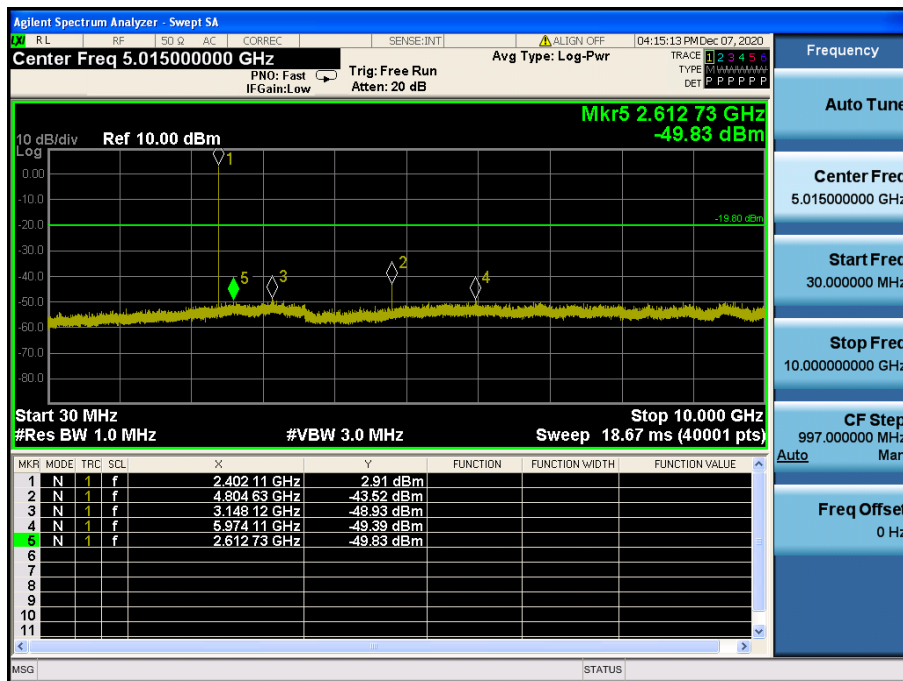 Agilent Spectrum Analyzer - Swept SA
LXI RL RF 50 Ω AC CORREC SENSE:INT ALIGN OFF 04:15:13 PM Dec 07, 2020
Center Freq 5.015000000 GHz
PNO: Fast
IFGain:Low
Trig: Free Run
Atten: 20 dB
Avg Type: Log-Pwr
TRACE 1 2 3 4 5 6
TYPE M W W W W W
DET P P P P P P
Mkr5 2.612 73 GHz
-49.83 dBm
10 dB/div
Log
Ref 10.00 dBm
0.00
-10.0
-20.0
-30.0
-40.0
-50.0
-60.0
-70.0
-80.0
-19.80 dBm
1
5
3
2
4
Start 30 MHz
#Res BW 1.0 MHz
#VBW 3.0 MHz
Stop 10.000 GHz
Sweep 18.67 ms (40001 pts)
MKR MODE TRC SCL X Y FUNCTION FUNCTION WIDTH FUNCTION VALUE
1 N 1 f 2.402 11 GHz 2.91 dBm
2 N 1 f 4.804 63 GHz -43.52 dBm
3 N 1 f 3.148 12 GHz -48.93 dBm
4 N 1 f 5.974 11 GHz -49.39 dBm
5 N 1 f 2.612 73 GHz -49.83 dBm
6
7
8
9
10
11
MSG STATUS
Frequency
Auto Tune
Center Freq
5.015000000 GHz
Start Freq
30.000000 MHz
Stop Freq
10.000000000 GHz
CF Step
997.000000 MHz
Auto Man
Freq Offset
0 Hz